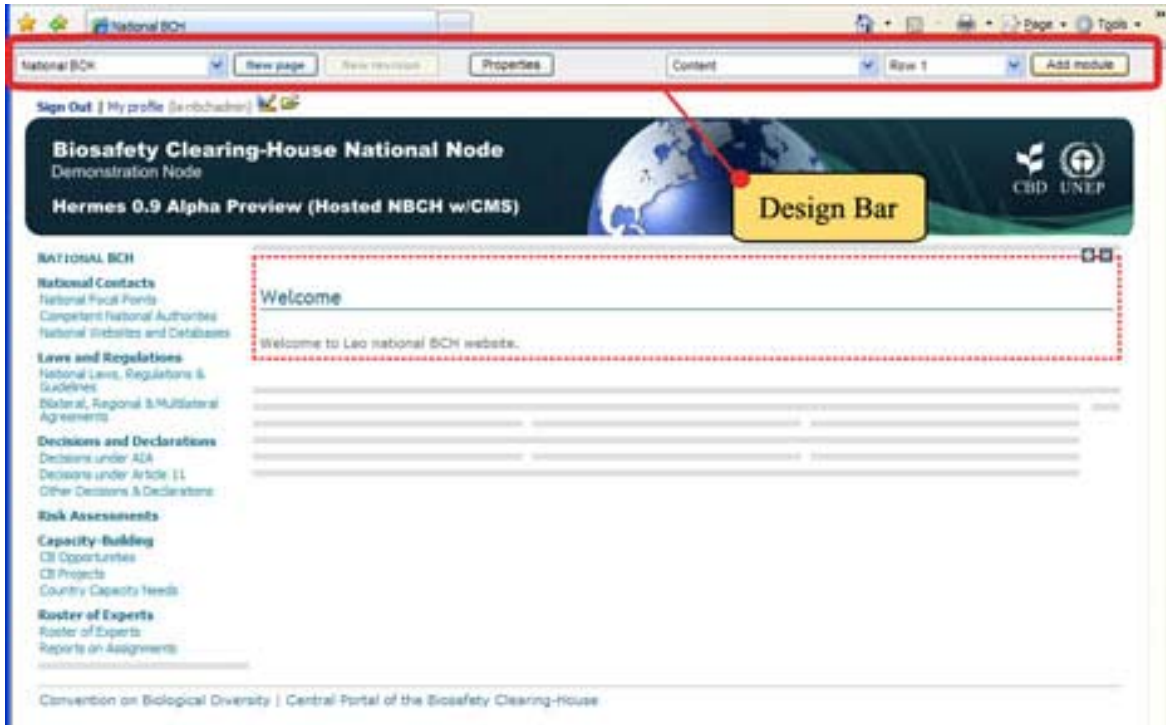 National BCH
Page Tools
National BCH New page New revision Properties Content Row 1 Add module
Sign Out | My profile (la-nbchadmin)
Biosafety Clearing-House National Node
Demonstration Node
Hermes 0.9 Alpha Preview (Hosted NBCH w/CMS)
CBD UNEP
Design Bar
NATIONAL BCH
National Contacts
National Focal Points
Competent National Authorities
National Websites and Databases
Laws and Regulations
National Laws, Regulations &
Guidelines
Bilateral, Regional & Multilateral
Agreements
Decisions and Declarations
Decisions under AIA
Decisions under Article 11
Other Decisions & Declarations
Risk Assessments
Capacity-Building
CB Opportunities
CB Projects
Country Capacity Needs
Roster of Experts
Roster of Experts
Reports on Assignments
Welcome
Welcome to Lao national BCH website.
Convention on Biological Diversity | Central Portal of the Biosafety Clearing-House